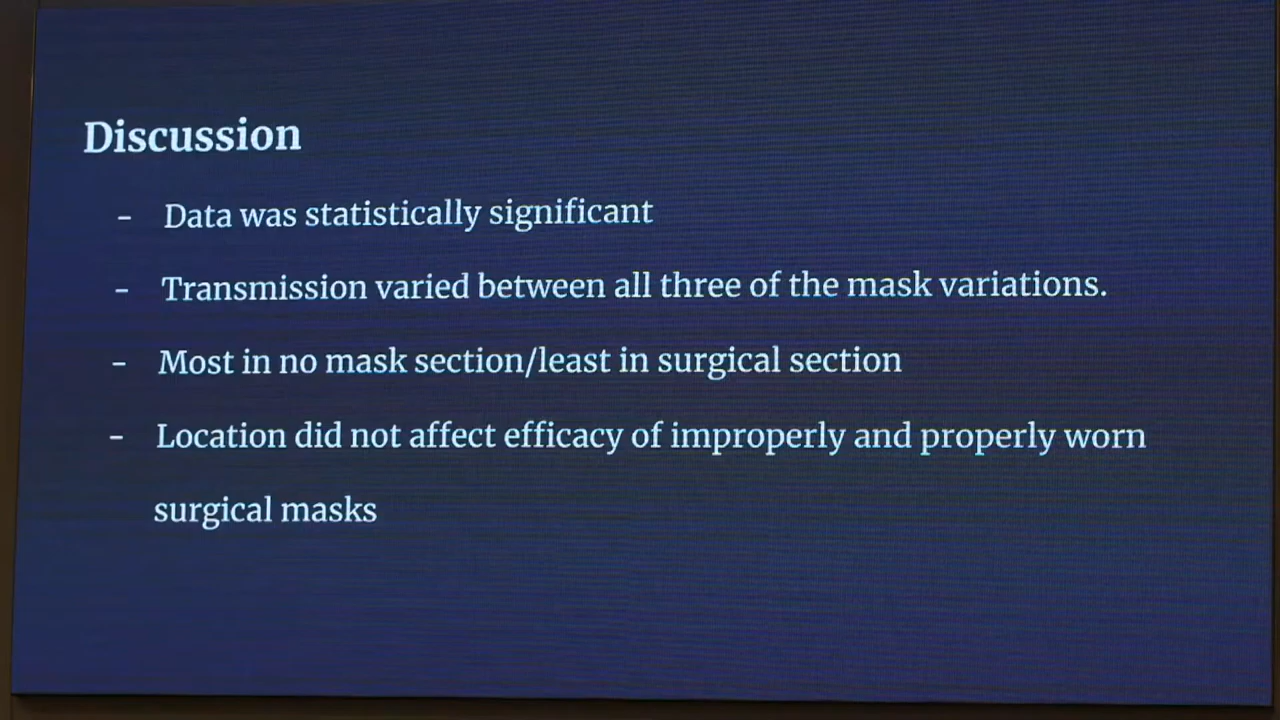 Discussion
- Data was statistically significant
- Transmission varied between all three of the mask variations.
- Most in no mask section/least in surgical section
- Location did not affect efficacy of improperly and properly worn
surgical masks